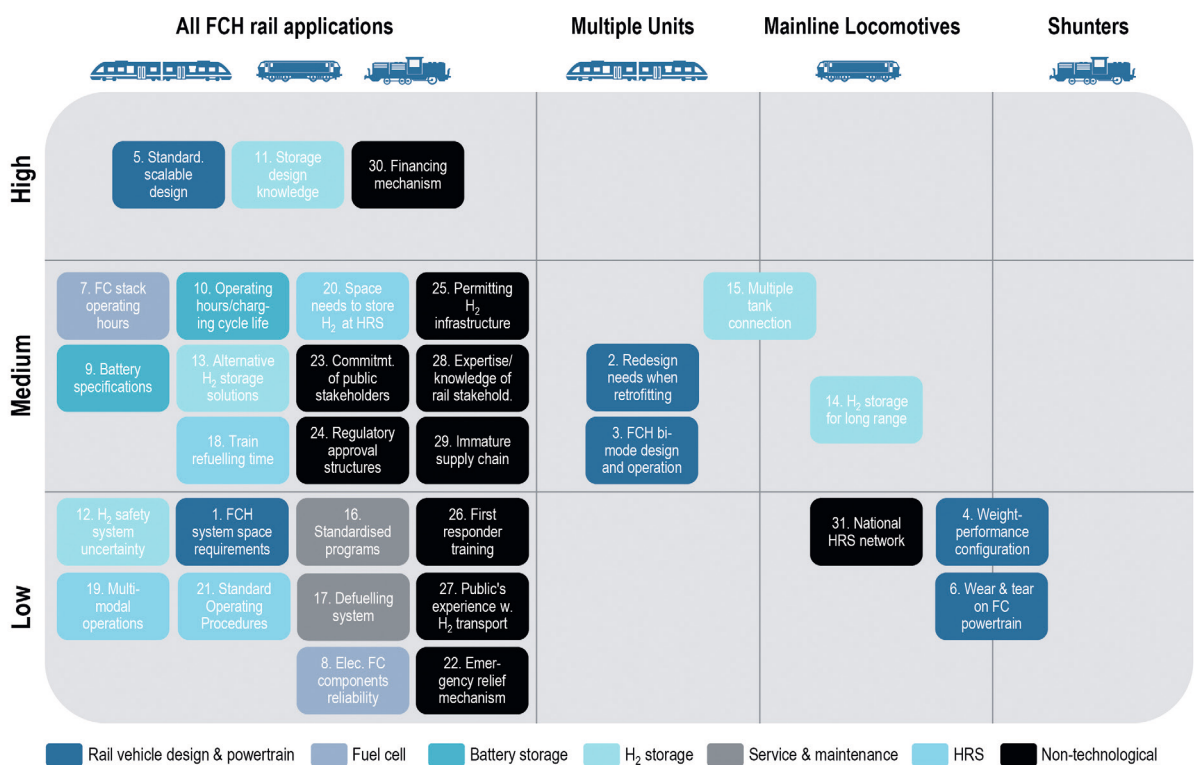 All FCH rail applications
Multiple Units
Mainline Locomotives
Shunters
High
5. Standard.
scalable
design
11. Storage
design
knowledge
30. Financing
mechanism
Medium
7. FC stack
operating
hours
10. Operating
hours/charg-
ing cycle life
20. Space
needs to store
H₂ at HRS
25. Permitting
H₂
infrastructure
15. Multiple
tank
connection
9. Battery
specifications
13. Alternative
H₂ storage
solutions
23. Commitmt.
of public
stakeholders
28. Expertise/
knowledge of
rail stakehold.
2. Redesign
needs when
retrofitting
14. H₂ storage
for long range
18. Train
refuelling time
24. Regulatory
approval
structures
29. Immature
supply chain
3. FCH bi-
mode design
and operation
Low
12. H₂ safety
system
uncertainty
1. FCH
system space
requirements
16.
Standardised
programs
26. First
responder
training
31. National
HRS network
4. Weight-
performance
configuration
19. Multi-
modal
operations
21. Standard
Operating
Procedures
17. Defuelling
system
27. Public's
experience w.
H₂ transport
6. Wear & tear
on FC
powertrain
8. Elec. FC
components
reliability
22. Emer-
gency relief
mechanism
Rail vehicle design & powertrain
Fuel cell
Battery storage
H₂ storage
Service & maintenance
HRS
Non-technological